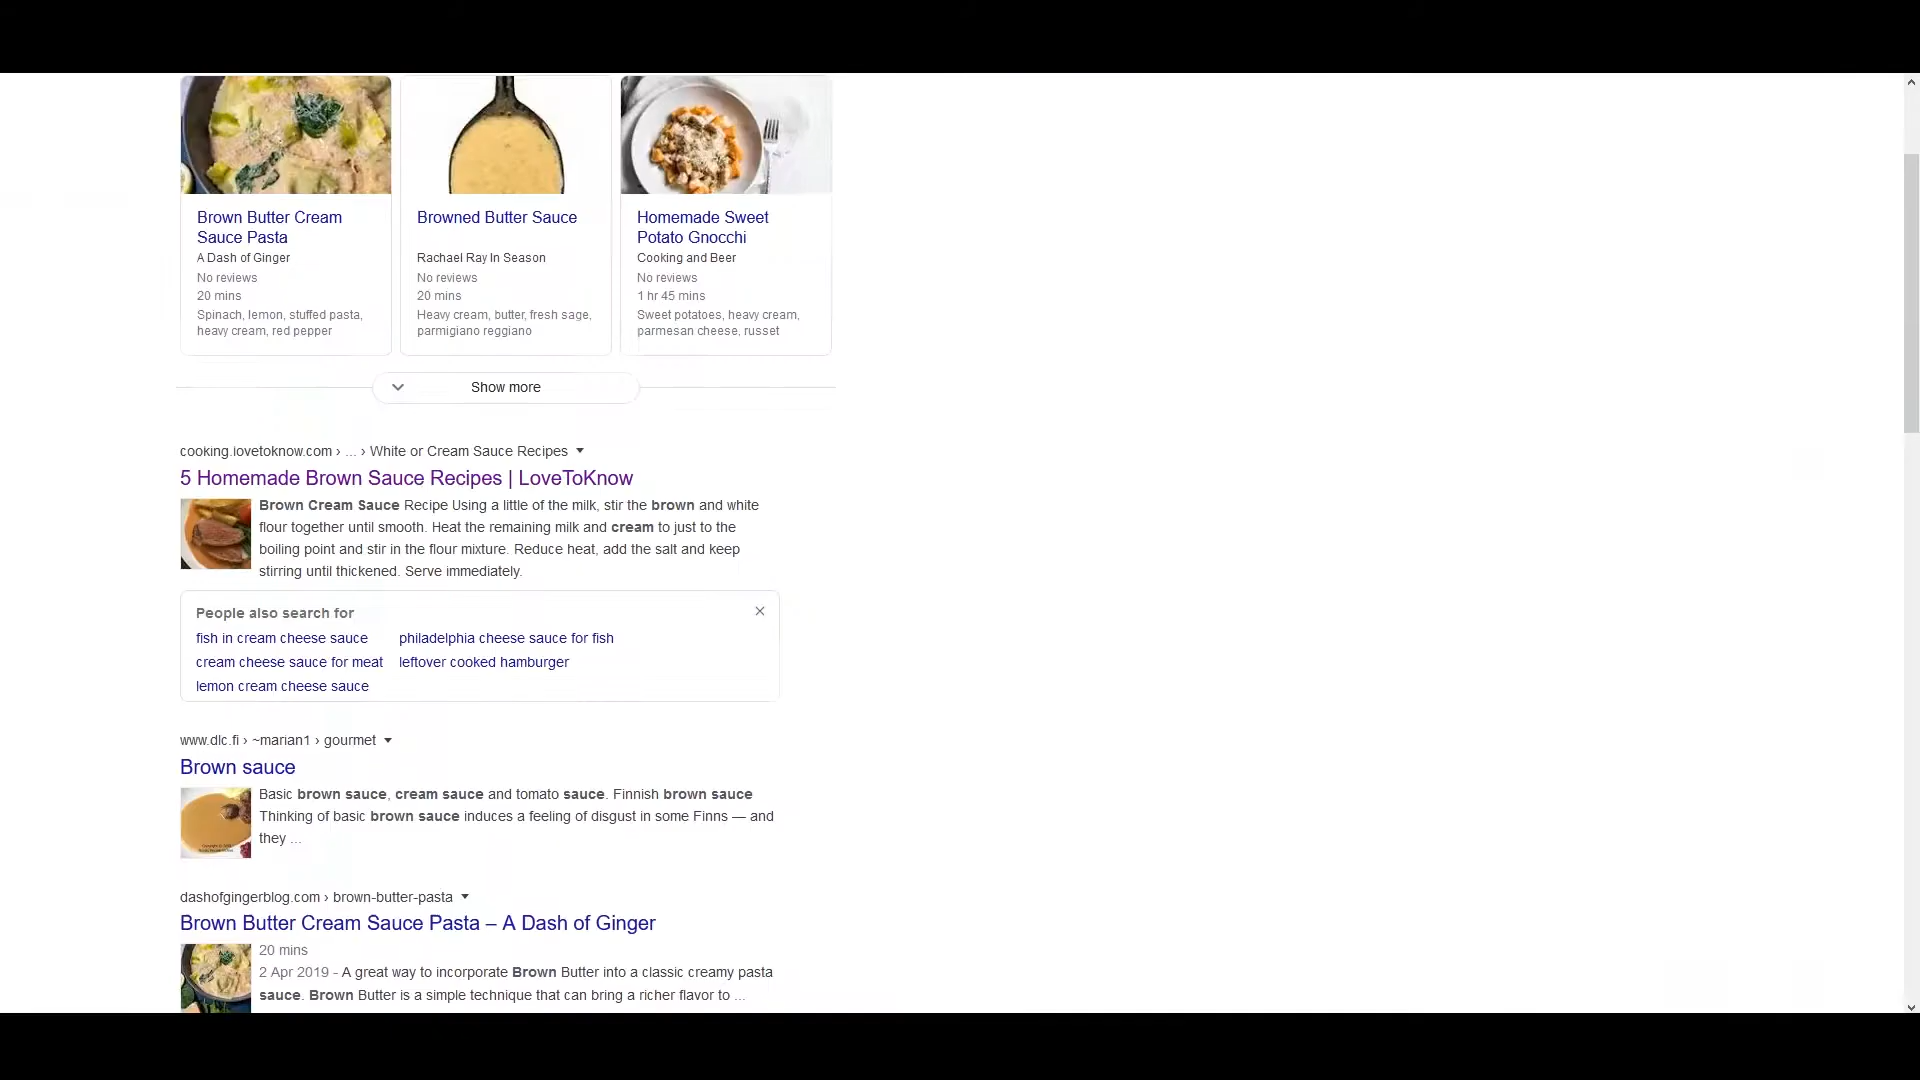 Brown Butter Cream
Sauce Pasta
A Dash of Ginger
No reviews
20 mins
Spinach, lemon, stuffed pasta,
heavy cream, red pepper
Browned Butter Sauce
Rachael Ray In Season
No reviews
20 mins
Heavy cream, butter, fresh sage,
parmigiano reggiano
Homemade Sweet
Potato Gnocchi
Cooking and Beer
No reviews
1 hr 45 mins
Sweet potatoes, heavy cream,
parmesan cheese, russet
Show more
cooking.lovetoknow.com › ... › White or Cream Sauce Recipes
5 Homemade Brown Sauce Recipes | LoveToKnow
Brown Cream Sauce Recipe Using a little of the milk, stir the brown and white
flour together until smooth. Heat the remaining milk and cream to just to the
boiling point and stir in the flour mixture. Reduce heat, add the salt and keep
stirring until thickened. Serve immediately.
People also search for
fish in cream cheese sauce philadelphia cheese sauce for fish
cream cheese sauce for meat leftover cooked hamburger
lemon cream cheese sauce
www.dlc.fi › ~marian1 › gourmet
Brown sauce
Basic brown sauce, cream sauce and tomato sauce. Finnish brown sauce
Thinking of basic brown sauce induces a feeling of disgust in some Finns — and
they ...
dashofgingerblog.com › brown-butter-pasta
Brown Butter Cream Sauce Pasta – A Dash of Ginger
20 mins
2 Apr 2019 - A great way to incorporate Brown Butter into a classic creamy pasta
sauce. Brown Butter is a simple technique that can bring a richer flavor to ...